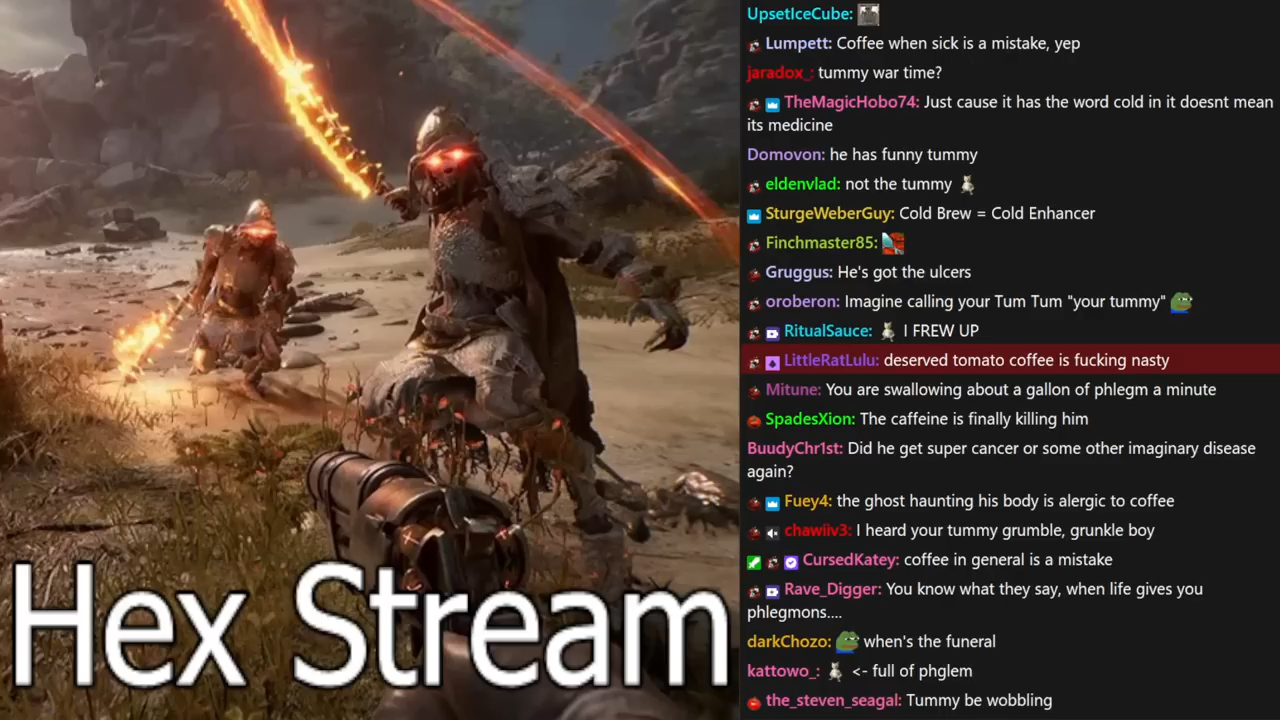 UpsetIceCube:
Lumpett: Coffee when sick is a mistake, yep
jaradox_: tummy war time?
TheMagicHobo74: Just cause it has the word cold in it doesnt mean
its medicine
Domovon: he has funny tummy
eldenvlad: not the tummy
SturgeWeberGuy: Cold Brew = Cold Enhancer
Finchmaster85:
Gruggus: He's got the ulcers
oroberon: Imagine calling your Tum Tum "your tummy"
RitualSauce: I FREW UP
LittleRatLulu: deserved tomato coffee is fucking nasty
Mitune: You are swallowing about a gallon of phlegm a minute
SpadesXion: The caffeine is finally killing him
BuudyChr1st: Did he get super cancer or some other imaginary disease
again?
Fuey4: the ghost haunting his body is alergic to coffee
chawiiv3: I heard your tummy grumble, grunkle boy
CursedKatey: coffee in general is a mistake
Rave_Digger: You know what they say, when life gives you
phlegmons....
darkChozo: when's the funeral
kattowo_: <- full of phglem
the_steven_seagal: Tummy be wobbling
Hex Stream